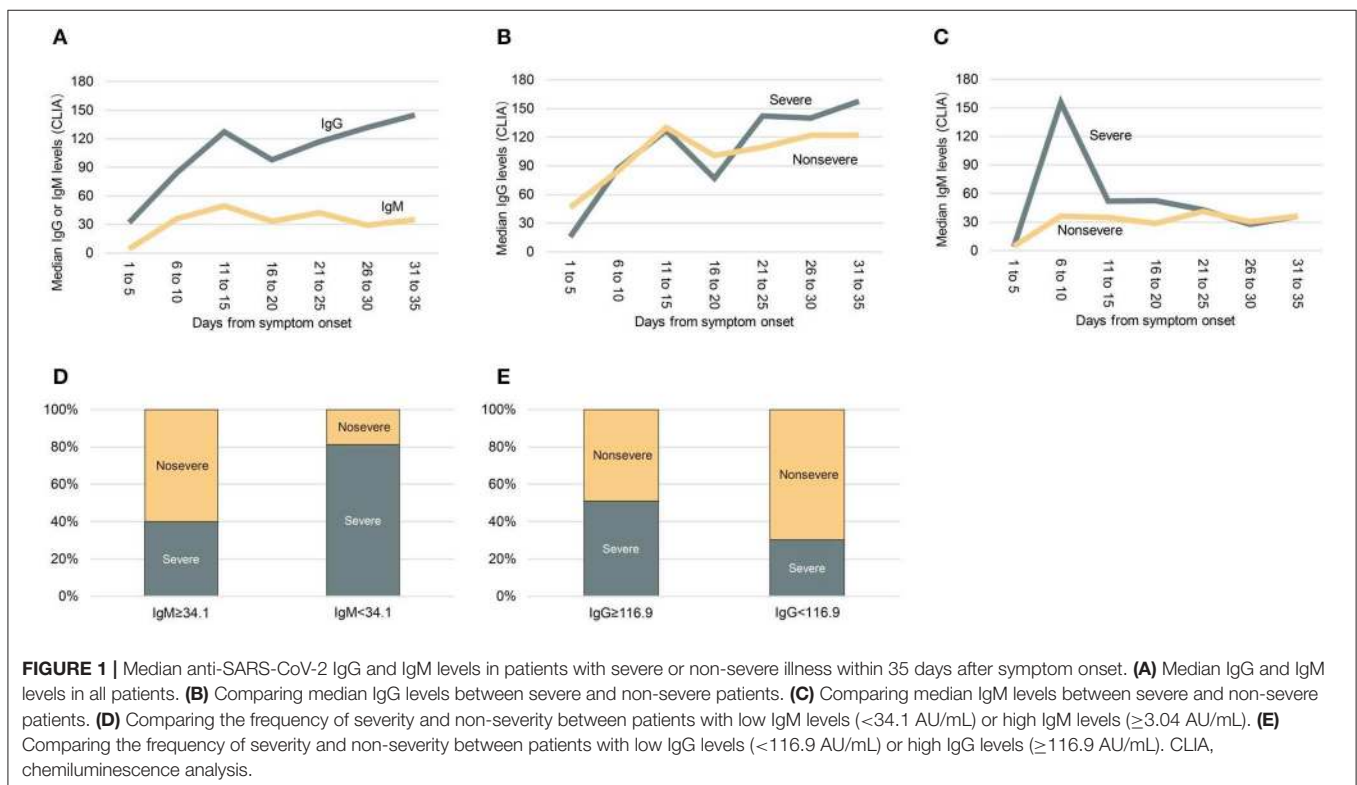 A
Median IgG or IgM levels (CLIA)
180
150
120
90
60
30
0
IgG
IgM
1 to 5
6 to 10
11 to 15
16 to 20
21 to 25
26 to 30
31 to 35
Days from symptom onset
B
Median IgG levels (CLIA)
180
150
120
90
60
30
0
Severe
Nonsevere
1 to 5
6 to 10
11 to 15
16 to 20
21 to 25
26 to 30
31 to 35
Days from symptom onset
C
Median IgM levels (CLIA)
180
150
120
90
60
30
0
Severe
Nonsevere
1 to 5
6 to 10
11 to 15
16 to 20
21 to 25
26 to 30
31 to 35
Days from symptom onset
D
100%
80%
60%
40%
20%
0%
Nosevere
Severe
Nosevere
Severe
IgM≥34.1
IgM<34.1
E
100%
80%
60%
40%
20%
0%
Nonsevere
Severe
Nonsevere
Severe
IgG≥116.9
IgG<116.9
FIGURE 1 | Median anti-SARS-CoV-2 IgG and IgM levels in patients with severe or non-severe illness within 35 days after symptom onset. (A) Median IgG and IgM
levels in all patients. (B) Comparing median IgG levels between severe and non-severe patients. (C) Comparing median IgM levels between severe and non-severe
patients. (D) Comparing the frequency of severity and non-severity between patients with low IgM levels (<34.1 AU/mL) or high IgM levels (≥3.04 AU/mL). (E)
Comparing the frequency of severity and non-severity between patients with low IgG levels (<116.9 AU/mL) or high IgG levels (≥116.9 AU/mL). CLIA,
chemiluminescence analysis.